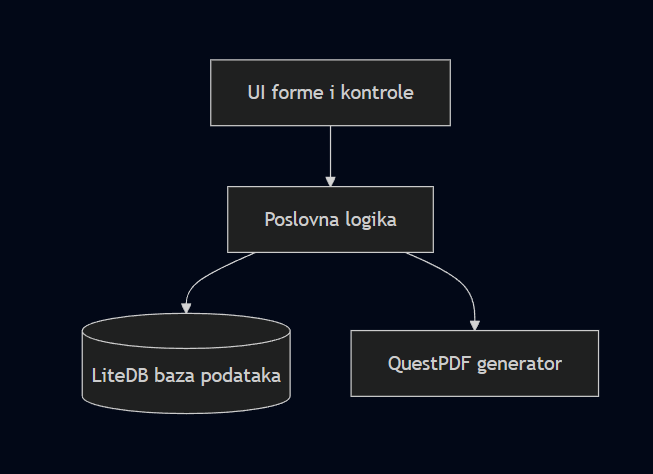 UI forme i kontrole
Poslovna logika
LiteDB baza podataka
QuestPDF generator